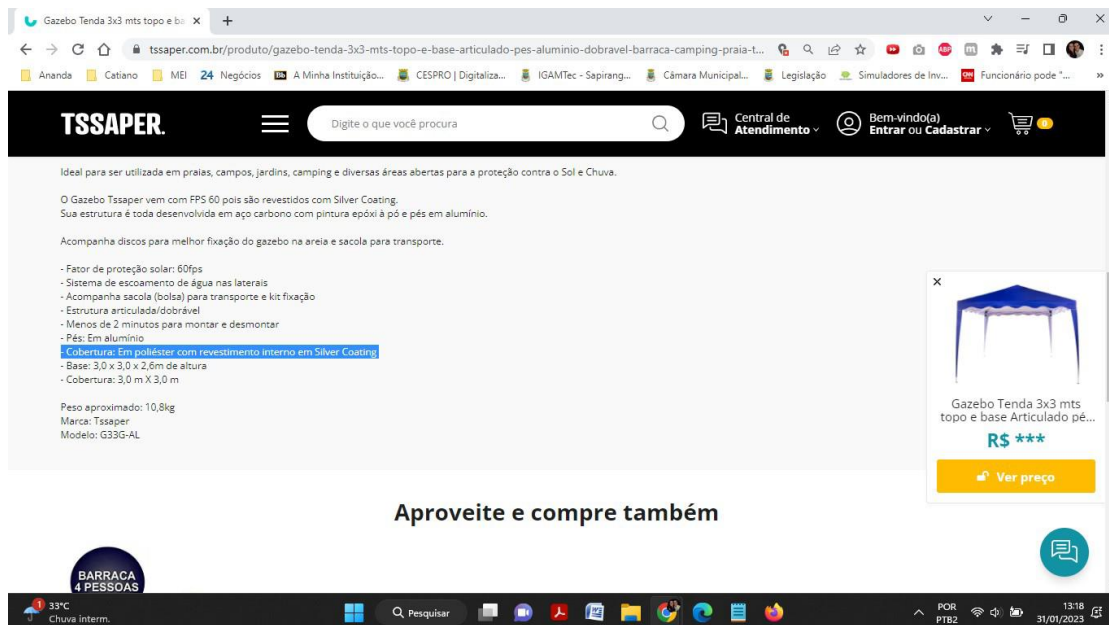 Gazebo Tenda 3x3 mts topo e ba
tssaper.com.br/produto/gazebo-tenda-3x3-mts-topo-e-base-articulado-pes-aluminio-dobravel-barraca-camping-praia-t...
Ananda
Catiano
MEI
24 Negócios
Bb A Minha Instituição...
CESPRO | Digitaliza...
IGAMTec - Sapirang...
Câmara Municipal...
Legislação
Simuladores de Inv...
Funcionário pode "...
»
TSSAPER.
Digite o que você procura
Central de
Atendimento
Bem-vindo(a)
Entrar ou Cadastrar
0
Ideal para ser utilizada em praias, campos, jardins, camping e diversas áreas abertas para a proteção contra o Sol e Chuva.
O Gazebo Tssaper vem com FPS 60 pois são revestidos com Silver Coating.
Sua estrutura é toda desenvolvida em aço carbono com pintura epóxi à pó e pés em alumínio.
Acompanha discos para melhor fixação do gazebo na areia e sacola para transporte.
- Fator de proteção solar: 60fps
- Sistema de escoamento de água nas laterais
- Acompanha sacola (bolsa) para transporte e kit fixação
- Estrutura articulada/dobrável
- Menos de 2 minutos para montar e desmontar
- Pés: Em alumínio
- Cobertura: Em poliéster com revestimento interno em Silver Coating
- Base: 3,0 x 3,0 x 2,6m de altura
- Cobertura: 3,0 m X 3,0 m
Peso aproximado: 10,8kg
Marca: Tssaper
Modelo: G33G-AL
Gazebo Tenda 3x3 mts
topo e base Articulado pé...
R$ ***
Ver preço
Aproveite e compre também
BARRACA
4 PESSOAS
1
33°C
Chuva interm.
Pesquisar
POR
PTB2
13:18
31/01/2023